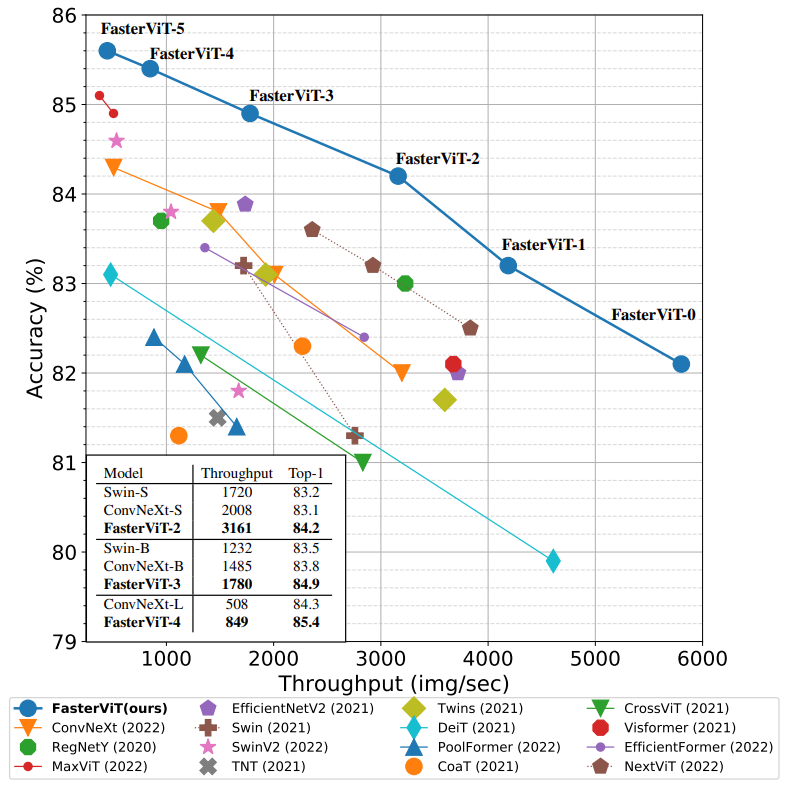 86
85
84
83
82
81
80
79
Accuracy (%)
FasterViT-5
FasterViT-4
FasterViT-3
FasterViT-2
FasterViT-1
FasterViT-0
Model Throughput Top-1
Swin-S 1720 83.2
ConvNeXt-S 2008 83.1
FasterViT-2 3161 84.2
Swin-B 1232 83.5
ConvNeXt-B 1485 83.8
FasterViT-3 1780 84.9
ConvNeXt-L 508 84.3
FasterViT-4 849 85.4
1000 2000 3000 4000 5000 6000
Throughput (img/sec)
FasterViT(ours) EfficientNetV2 (2021) Twins (2021) CrossViT (2021)
ConvNeXt (2022) Swin (2021) DeiT (2021) Visformer (2021)
RegNetY (2020) SwinV2 (2022) PoolFormer (2022) EfficientFormer (2022)
MaxViT (2022) TNT (2021) CoaT (2021) NextViT (2022)